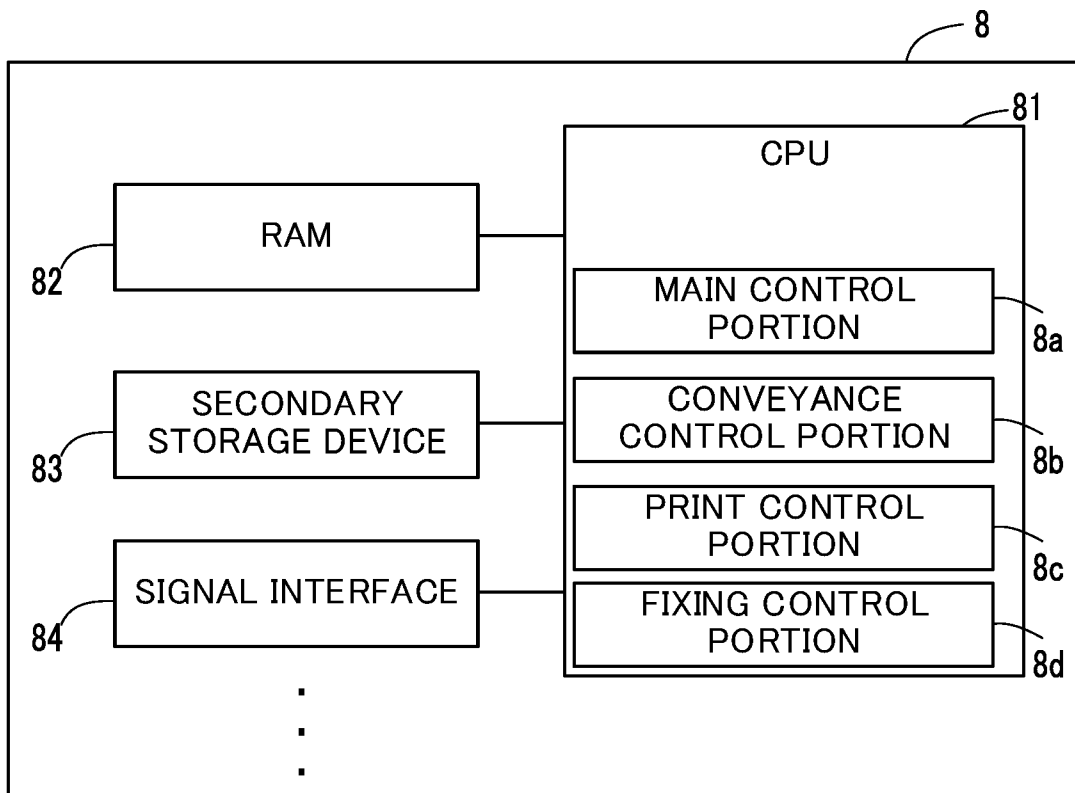 8
81
CPU
RAM
82
MAIN CONTROL
PORTION
8a
SECONDARY
STORAGE DEVICE
83
CONVEYANCE
CONTROL PORTION
8b
PRINT CONTROL
PORTION
8c
SIGNAL INTERFACE
84
FIXING CONTROL
PORTION
8d